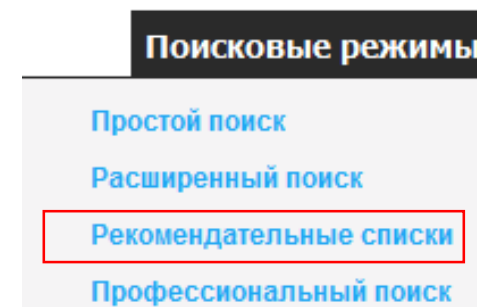 Поисковые режимы
Простой поиск
Расширенный поиск
Рекомендательные списки
Профессиональный поиск